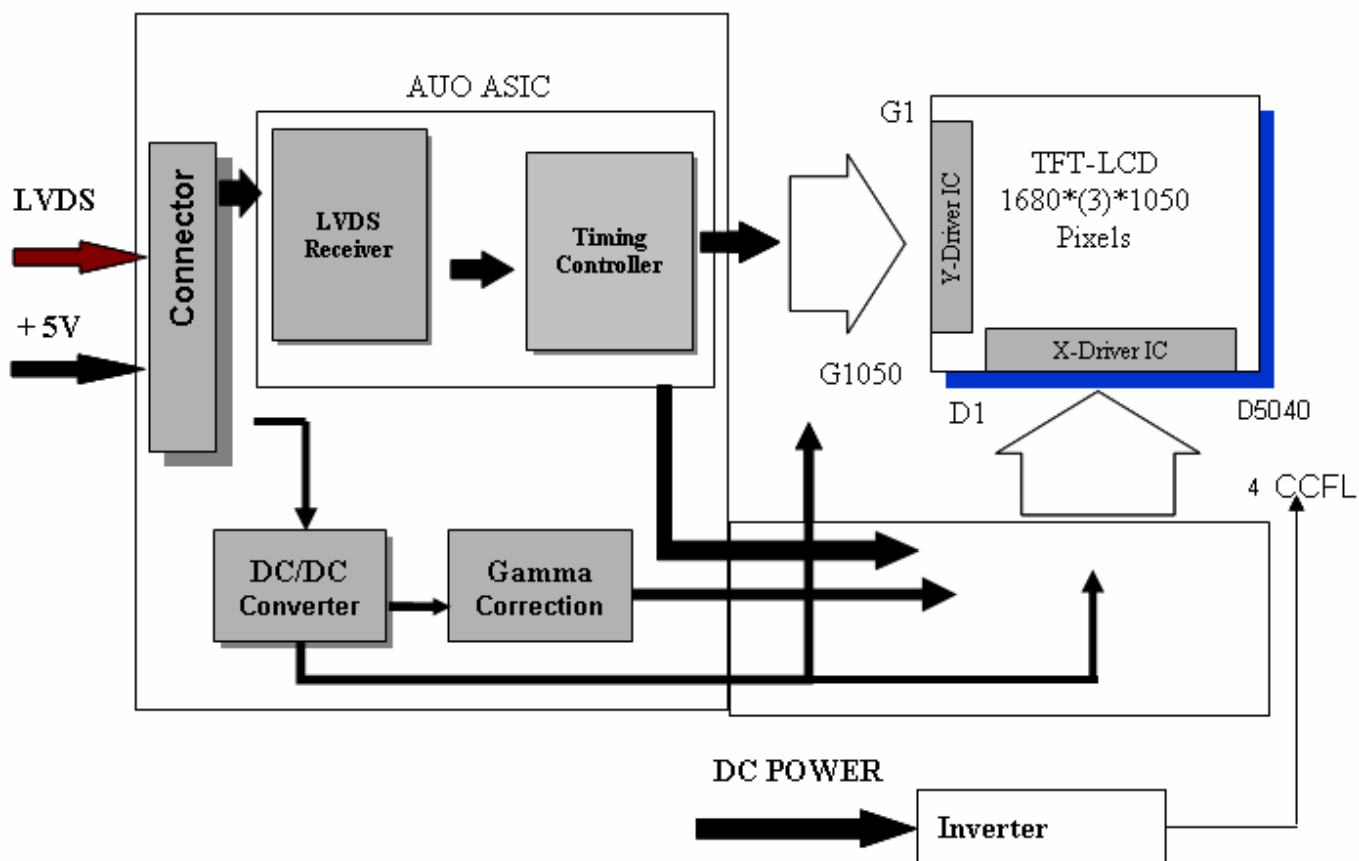 AUO ASIC
G1
TFT-LCD
1680*(3)*1050
Pixels
Y-Driver IC
X-Driver IC
LVDS
Connector
LVDS
Receiver
Timing
Controller
+ 5V
G1050
D1
D5040
4 CCFL
DC/DC
Converter
Gamma
Correction
DC POWER
Inverter